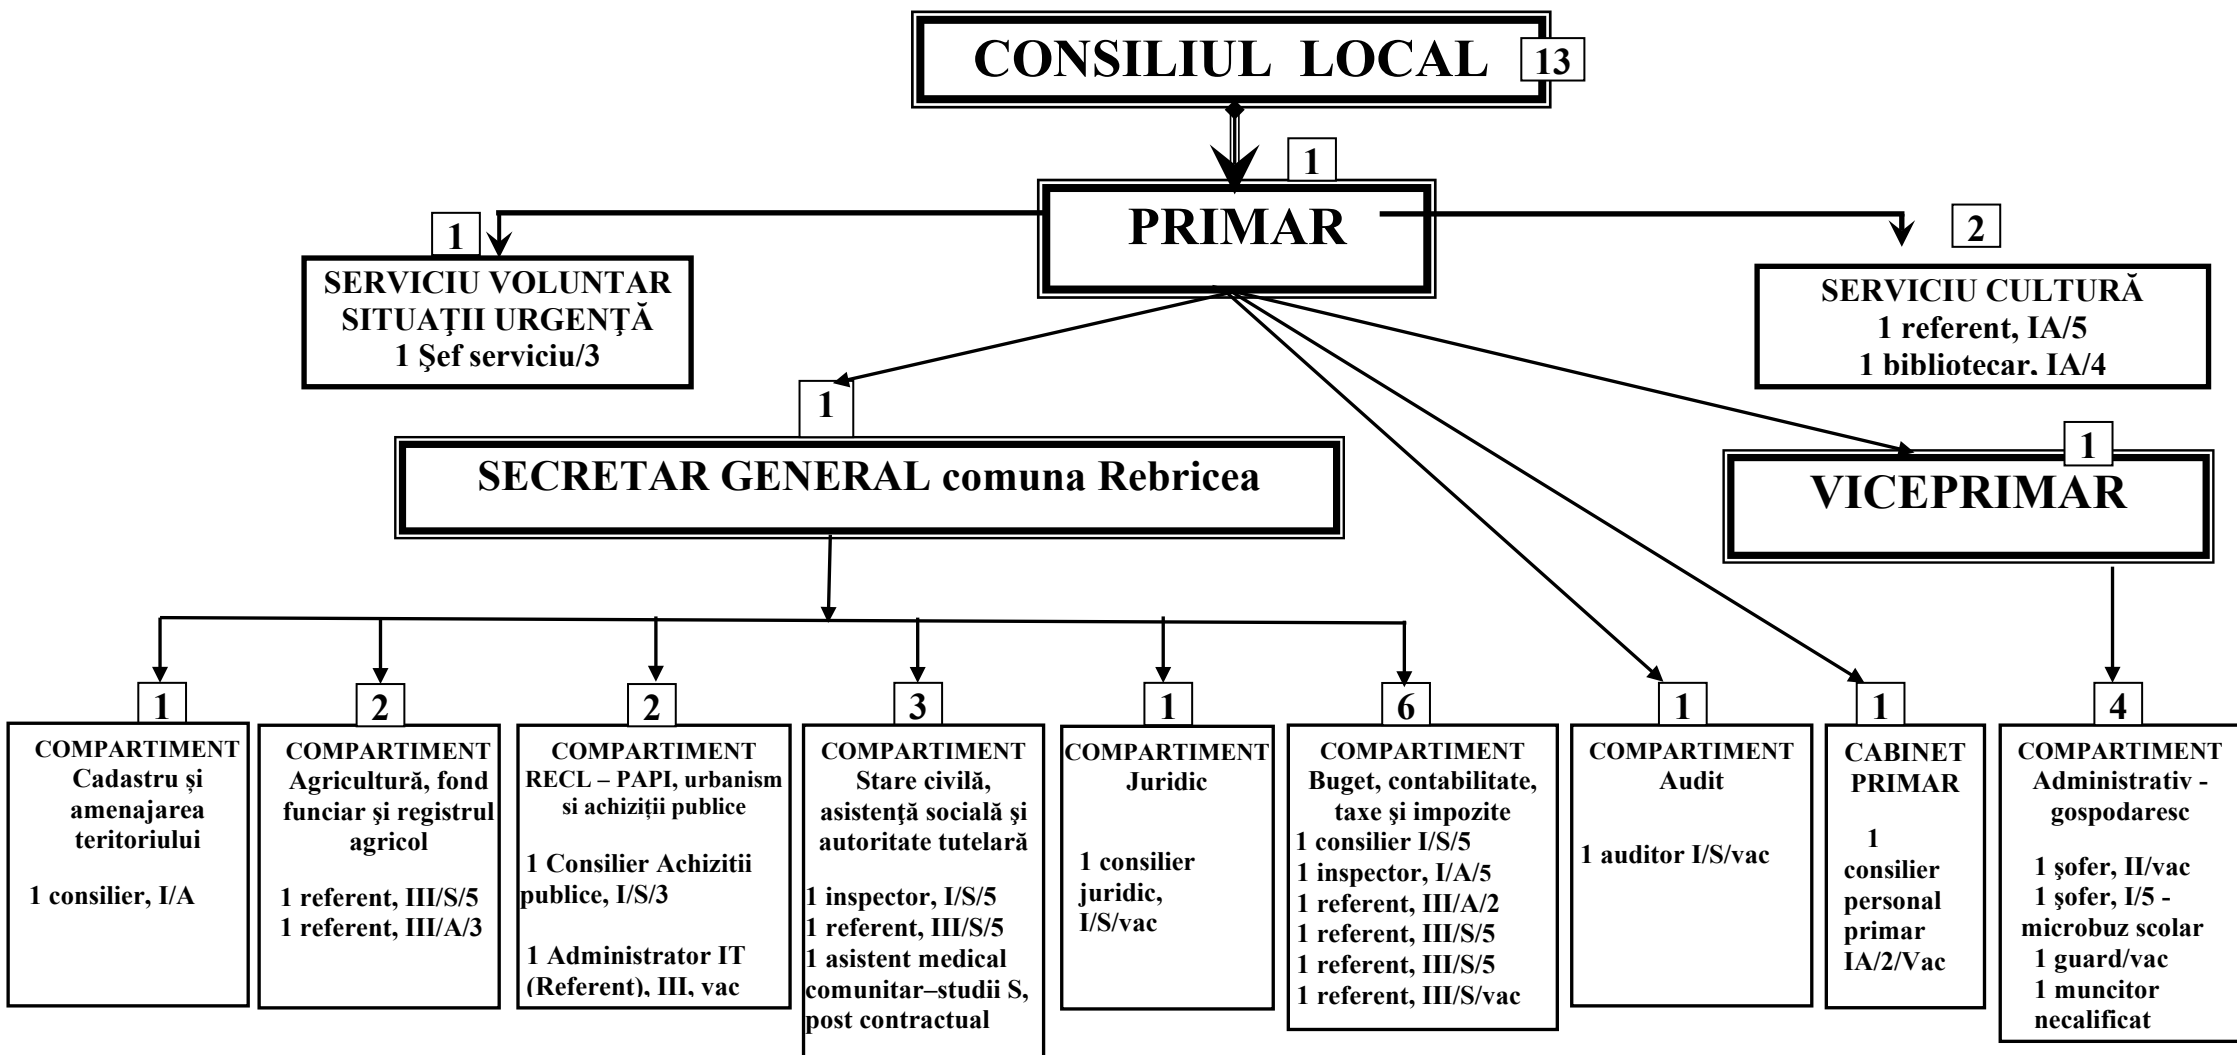 CONSILIUL LOCAL
13
1
PRIMAR
1
SERVICIU VOLUNTAR
SITUAŢII URGENŢĂ
1 Şef serviciu/3
2
SERVICIU CULTURĂ
1 referent, IA/5
1 bibliotecar, IA/4
1
SECRETAR GENERAL comuna Rebricea
1
VICEPRIMAR
1
COMPARTIMENT
Cadastru și
amenajarea
teritoriului
1 consilier, I/A
2
COMPARTIMENT
Agricultură, fond
funciar şi registrul
agricol
1 referent, III/S/5
1 referent, III/A/3
2
COMPARTIMENT
RECL – PAPI, urbanism
si achiziții publice
1 Consilier Achizitii
publice, I/S/3
1 Administrator IT
(Referent), III, vac
3
COMPARTIMENT
Stare civilă,
asistenţă socială şi
autoritate tutelară
1 inspector, I/S/5
1 referent, III/S/5
1 asistent medical
comunitar–studii S,
post contractual
1
COMPARTIMENT
Juridic
1 consilier
juridic,
I/S/vac
6
COMPARTIMENT
Buget, contabilitate,
taxe şi impozite
1 consilier I/S/5
1 inspector, I/A/5
1 referent, III/A/2
1 referent, III/S/5
1 referent, III/S/5
1 referent, III/S/vac
1
COMPARTIMENT
Audit
1 auditor I/S/vac
1
CABINET
PRIMAR
1
consilier
personal
primar
IA/2/Vac
4
COMPARTIMENT
Administrativ -
gospodaresc
1 şofer, II/vac
1 şofer, I/5 -
microbuz scolar
1 guard/vac
1 muncitor
necalificat